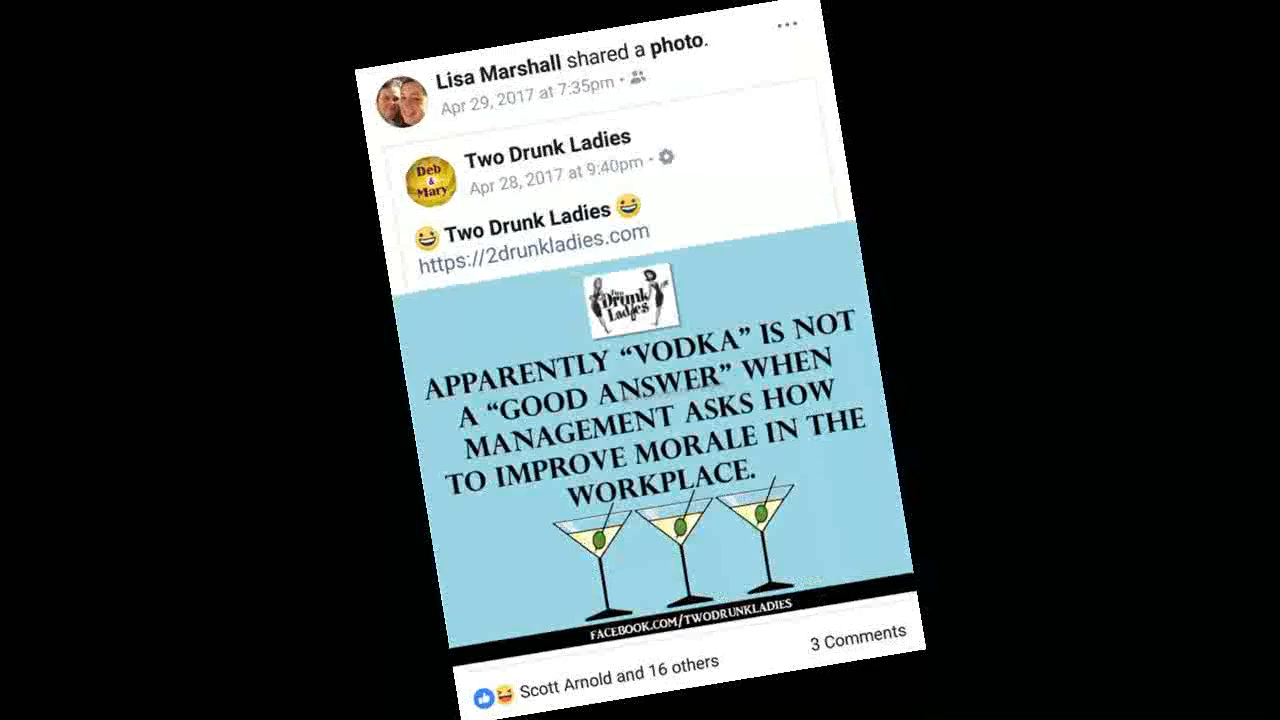 Lisa Marshall shared a photo.
Apr 29, 2017 at 7:35pm •
Deb
&
Mary
Two Drunk Ladies
Apr 28, 2017 at 9:40pm •
😀 Two Drunk Ladies 😀
https://2drunkladies.com
Two
Drunk
Ladies
APPARENTLY “VODKA” IS NOT
A “GOOD ANSWER” WHEN
MANAGEMENT ASKS HOW
TO IMPROVE MORALE IN THE
WORKPLACE.
FACEBOOK.COM/TWODRUNKLADIES
3 Comments
Scott Arnold and 16 others